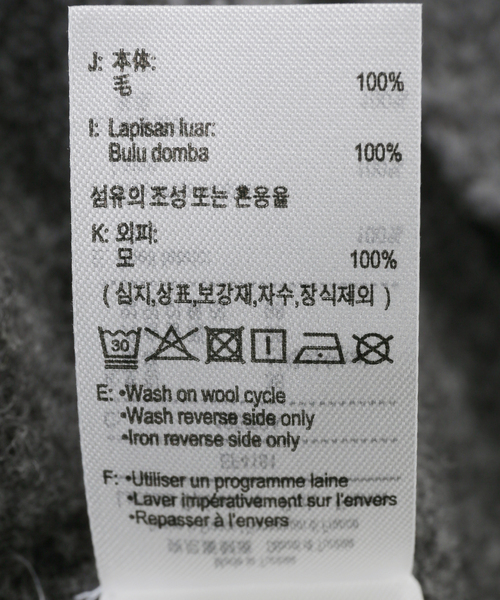 J: 本体:
毛 100%
I: Lapisan luar:
Bulu domba 100%
섬유의 조성 또는 혼용율
K: 외피:
모 100%
( 심지,상표,보강재,자수,장식제외 )
30
E: •Wash on wool cycle
•Wash reverse side only
•Iron reverse side only
F: •Utiliser un programme laine
•Laver impérativement sur l'envers
•Repasser à l'envers